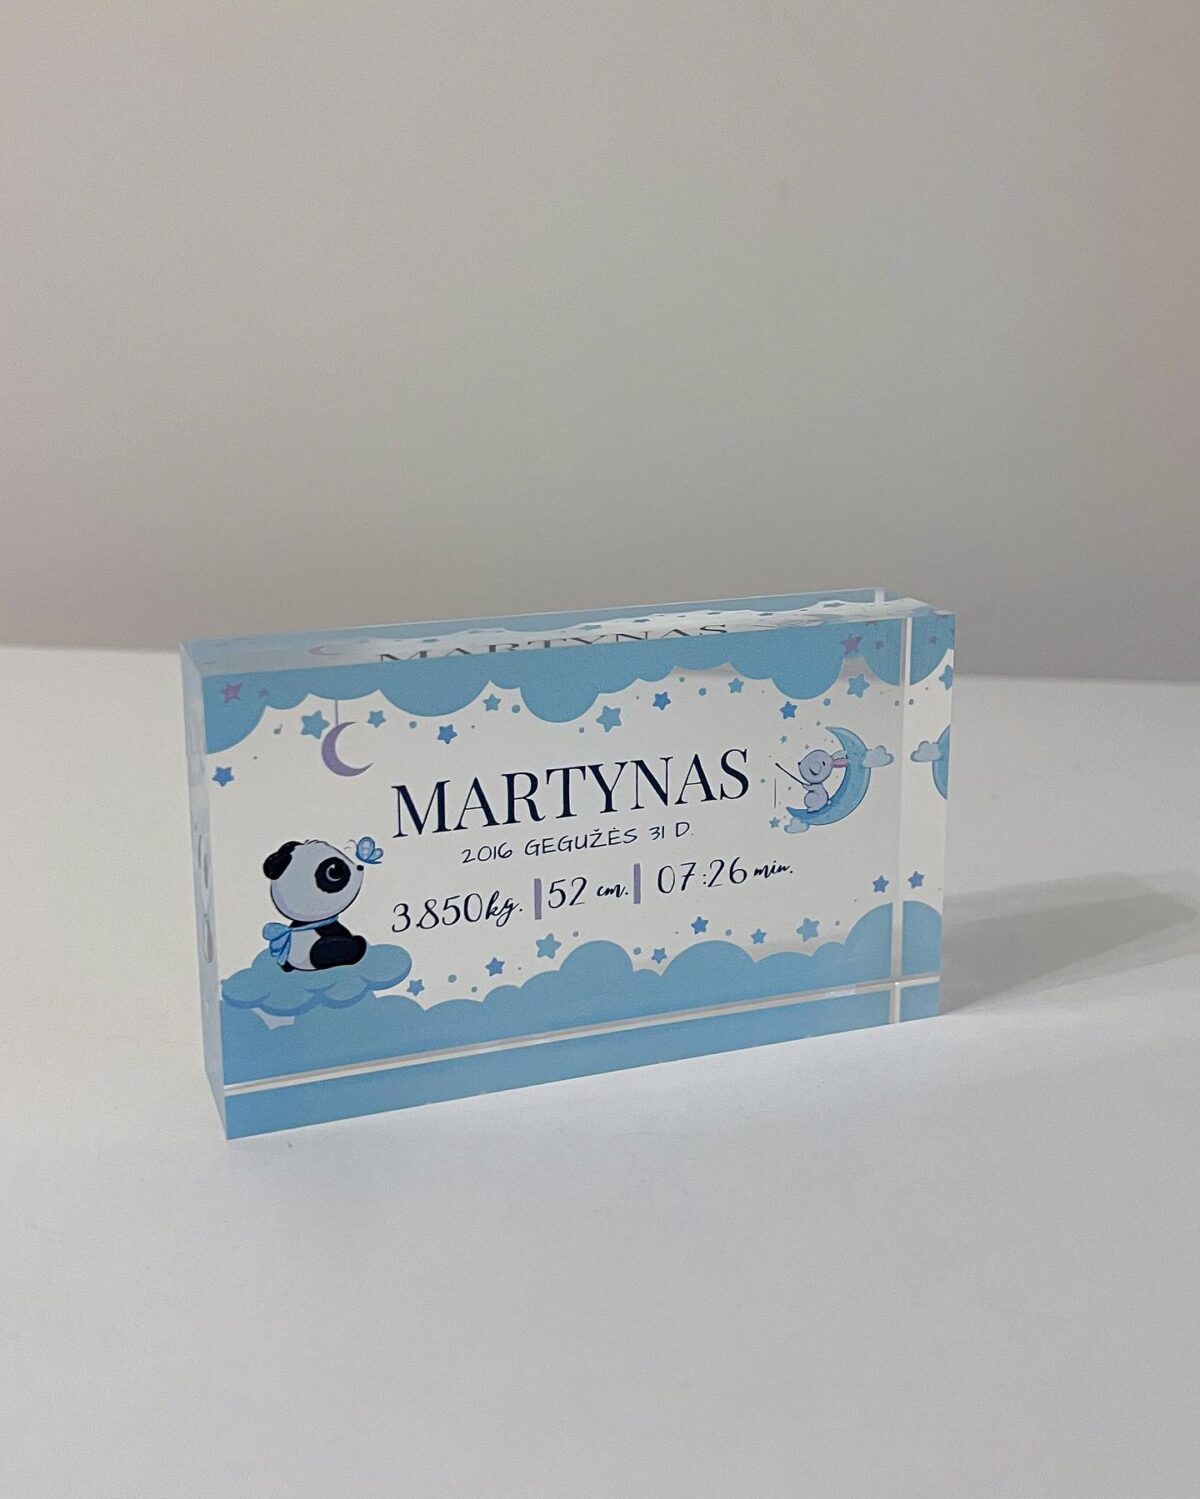 MARTYNAS
2016 GEGUŽĖS 31 D.
3.850kg. | 52 cm. | 07:26 min.